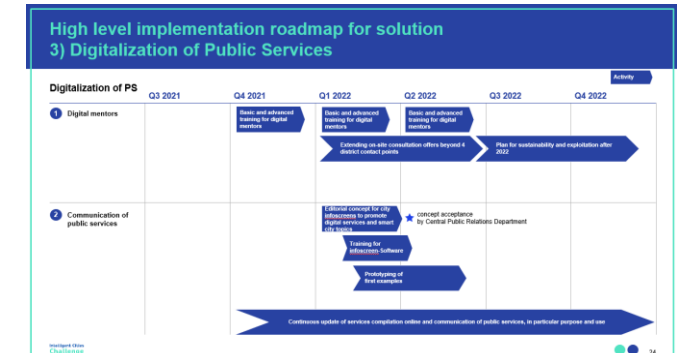 High level implementation roadmap for solution
3) Digitalization of Public Services
Activity
Digitalization of PS
Q3 2021
Q4 2021
Q1 2022
Q2 2022
Q3 2022
Q4 2022
1
Digital mentors
Basic and advanced
training for digital
mentors
Basic and advanced
training for digital
mentors
Basic and advanced
training for digital
mentors
Extending on-site consultation offers beyond 4
district contact points
Plan for sustainability and exploitation after
2022
2
Communication of
public services
Editorial concept for city
infoscreens to promote
digital services and smart
city topics
concept acceptance
by Central Public Relations Department
Training for
infoscreen-Software
Prototyping of
first examples
Continuous update of services compilation online and communication of public services, in particular purpose and use
Intelligent Cities
Challenge
24